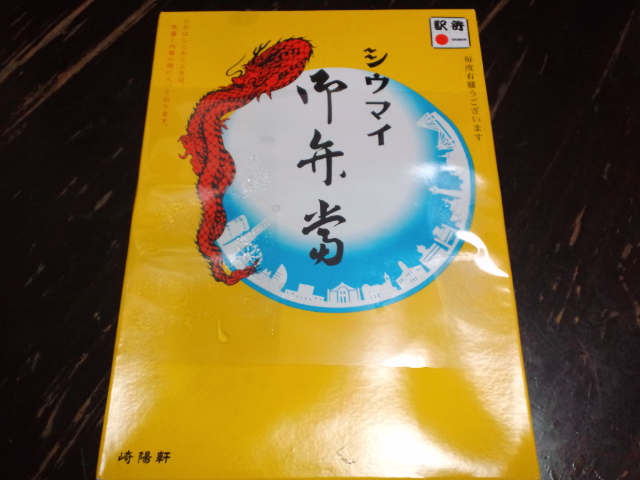 駅弁
毎度有難うございます
シウマイ
御弁當
崎陽軒